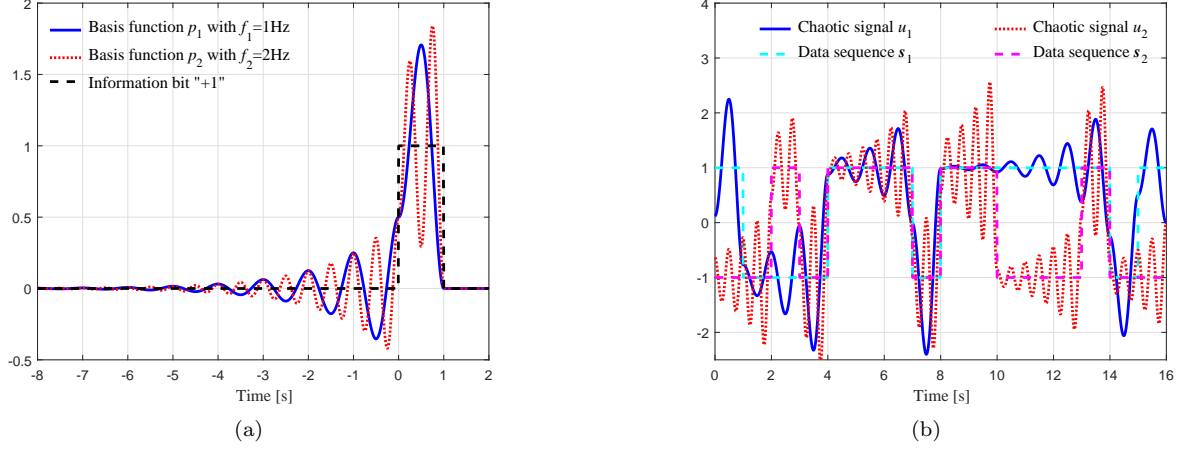 Basis function p₁ with f₁=1Hz
Basis function p₂ with f₂=2Hz
Information bit "+1"
2
1.5
1
0.5
0
-0.5
-8 -7 -6 -5 -4 -3 -2 -1 0 1 2
Time [s]
(a)
Chaotic signal u₁ Chaotic signal u₂
Data sequence s₁ Data sequence s₂
4
3
2
1
0
-1
-2
0 2 4 6 8 10 12 14 16
Time [s]
(b)